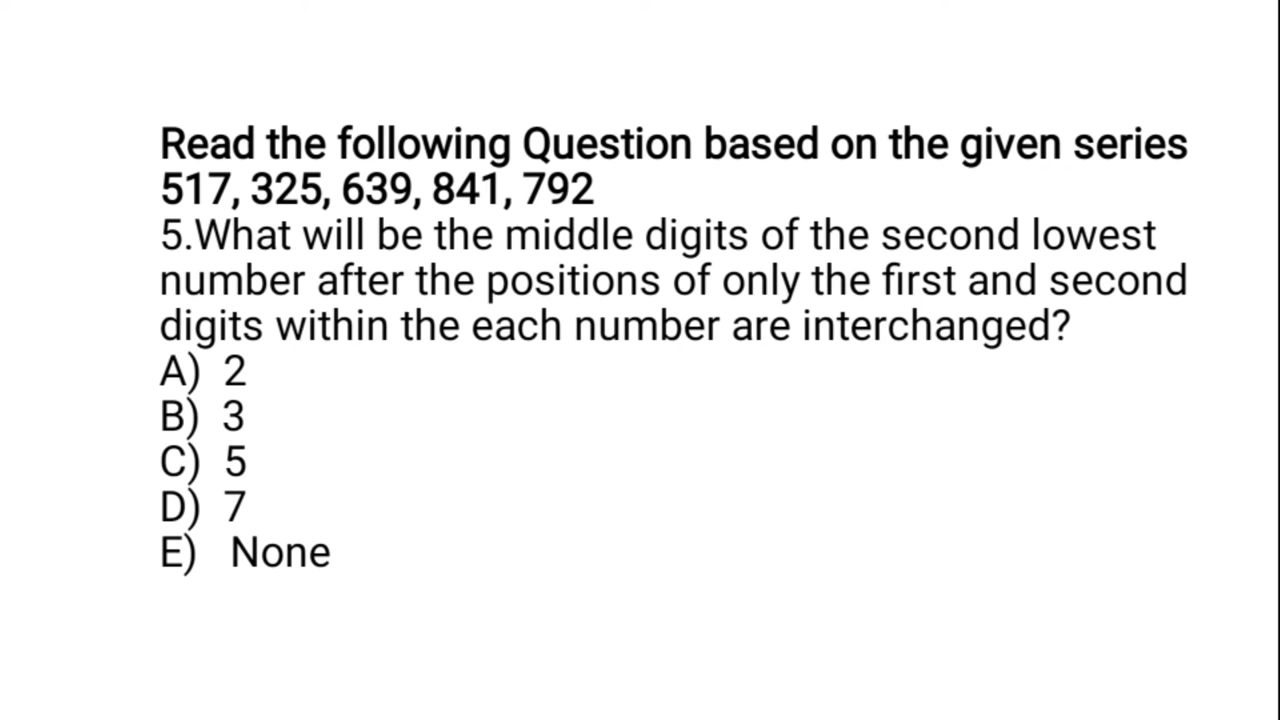 Read the following Question based on the given series
517, 325, 639, 841, 792
5.What will be the middle digits of the second lowest
number after the positions of only the first and second
digits within the each number are interchanged?
A) 2
B) 3
C) 5
D) 7
E) None